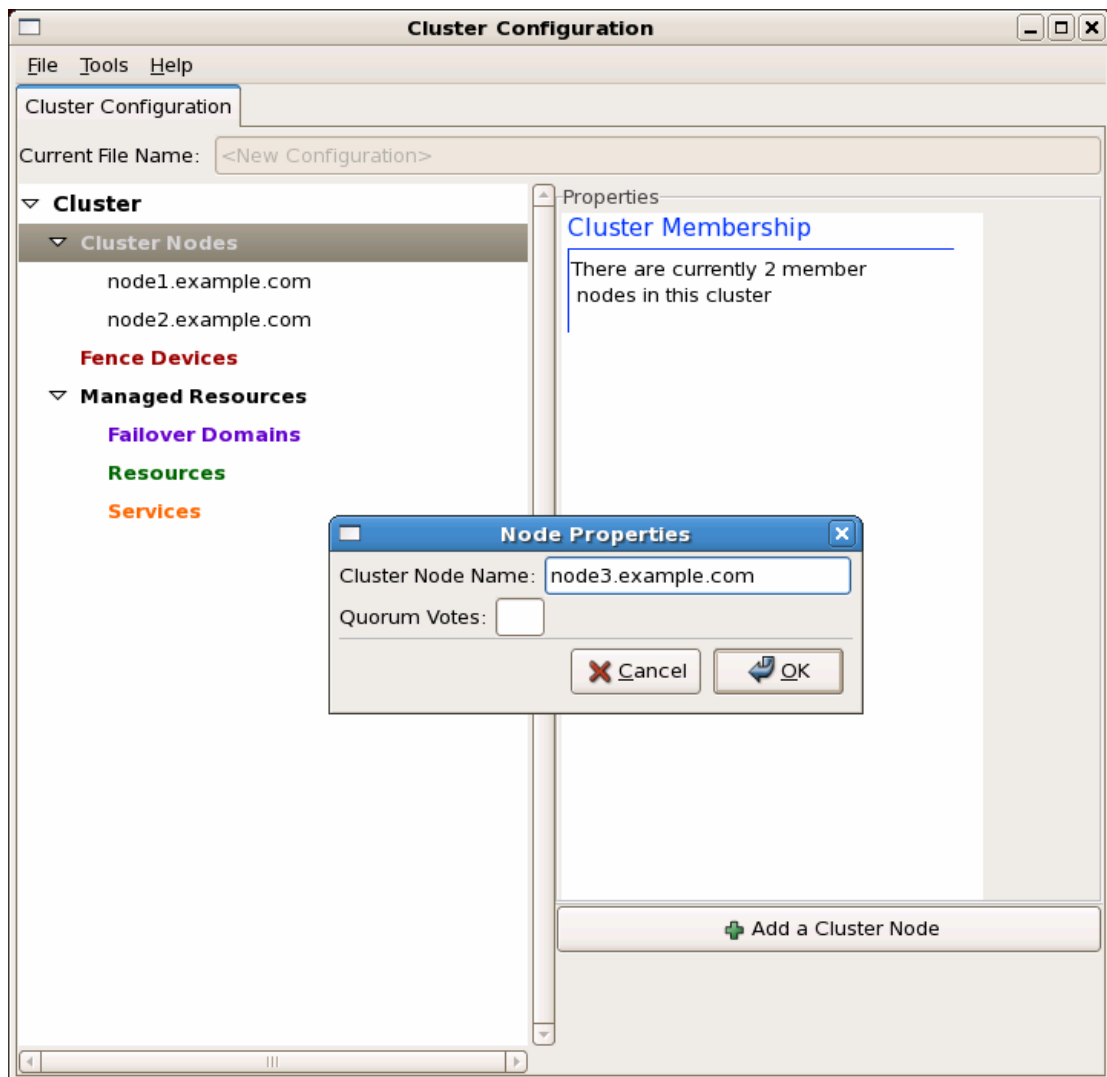 Cluster Configuration
File Tools Help
Cluster Configuration
Current File Name: <New Configuration>
Cluster
Cluster Nodes
node1.example.com
node2.example.com
Fence Devices
Managed Resources
Failover Domains
Resources
Services
Properties
Cluster Membership
There are currently 2 member
nodes in this cluster
Node Properties
Cluster Node Name: node3.example.com
Quorum Votes:
Cancel OK
Add a Cluster Node